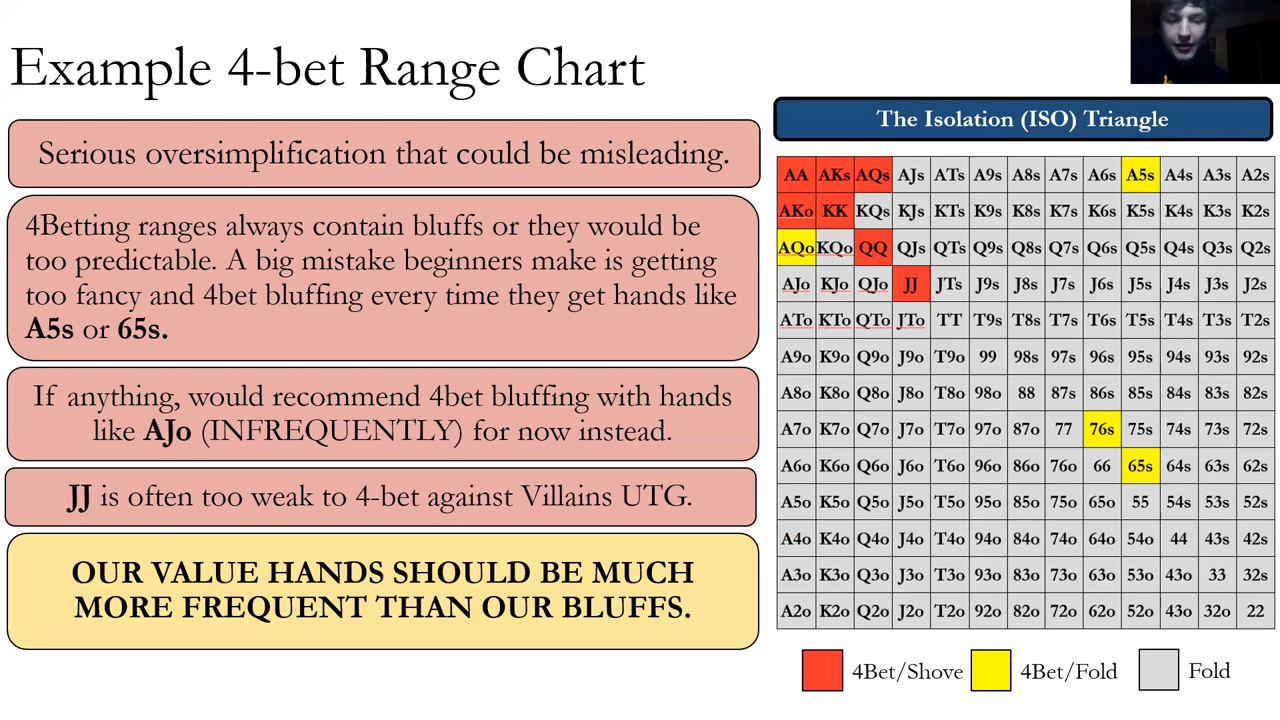 Example 4-bet Range Chart
Serious oversimplification that could be misleading.
4Betting ranges always contain bluffs or they would be
too predictable. A big mistake beginners make is getting
too fancy and 4bet bluffing every time they get hands like
A5s or 65s.
If anything, would recommend 4bet bluffing with hands
like AJo (INFREQUENTLY) for now instead.
JJ is often too weak to 4-bet against Villains UTG.
OUR VALUE HANDS SHOULD BE MUCH
MORE FREQUENT THAN OUR BLUFFS.
The Isolation (ISO) Triangle
AA AKs AQs AJs ATs A9s A8s A7s A6s A5s A4s A3s A2s
AKo KK KQs KJs KTs K9s K8s K7s K6s K5s K4s K3s K2s
AQo KQo QQ QJs QTs Q9s Q8s Q7s Q6s Q5s Q4s Q3s Q2s
AJo KJo QJo JJ JTs J9s J8s J7s J6s J5s J4s J3s J2s
ATo KTo QTo JTo TT T9s T8s T7s T6s T5s T4s T3s T2s
A9o K9o Q9o J9o T9o 99 98s 97s 96s 95s 94s 93s 92s
A8o K8o Q8o J8o T8o 98o 88 87s 86s 85s 84s 83s 82s
A7o K7o Q7o J7o T7o 97o 87o 77 76s 75s 74s 73s 72s
A6o K6o Q6o J6o T6o 96o 86o 76o 66 65s 64s 63s 62s
A5o K5o Q5o J5o T5o 95o 85o 75o 65o 55 54s 53s 52s
A4o K4o Q4o J4o T4o 94o 84o 74o 64o 54o 44 43s 42s
A3o K3o Q3o J3o T3o 93o 83o 73o 63o 53o 43o 33 32s
A2o K2o Q2o J2o T2o 92o 82o 72o 62o 52o 43o 32o 22
4Bet/Shove 4Bet/Fold Fold